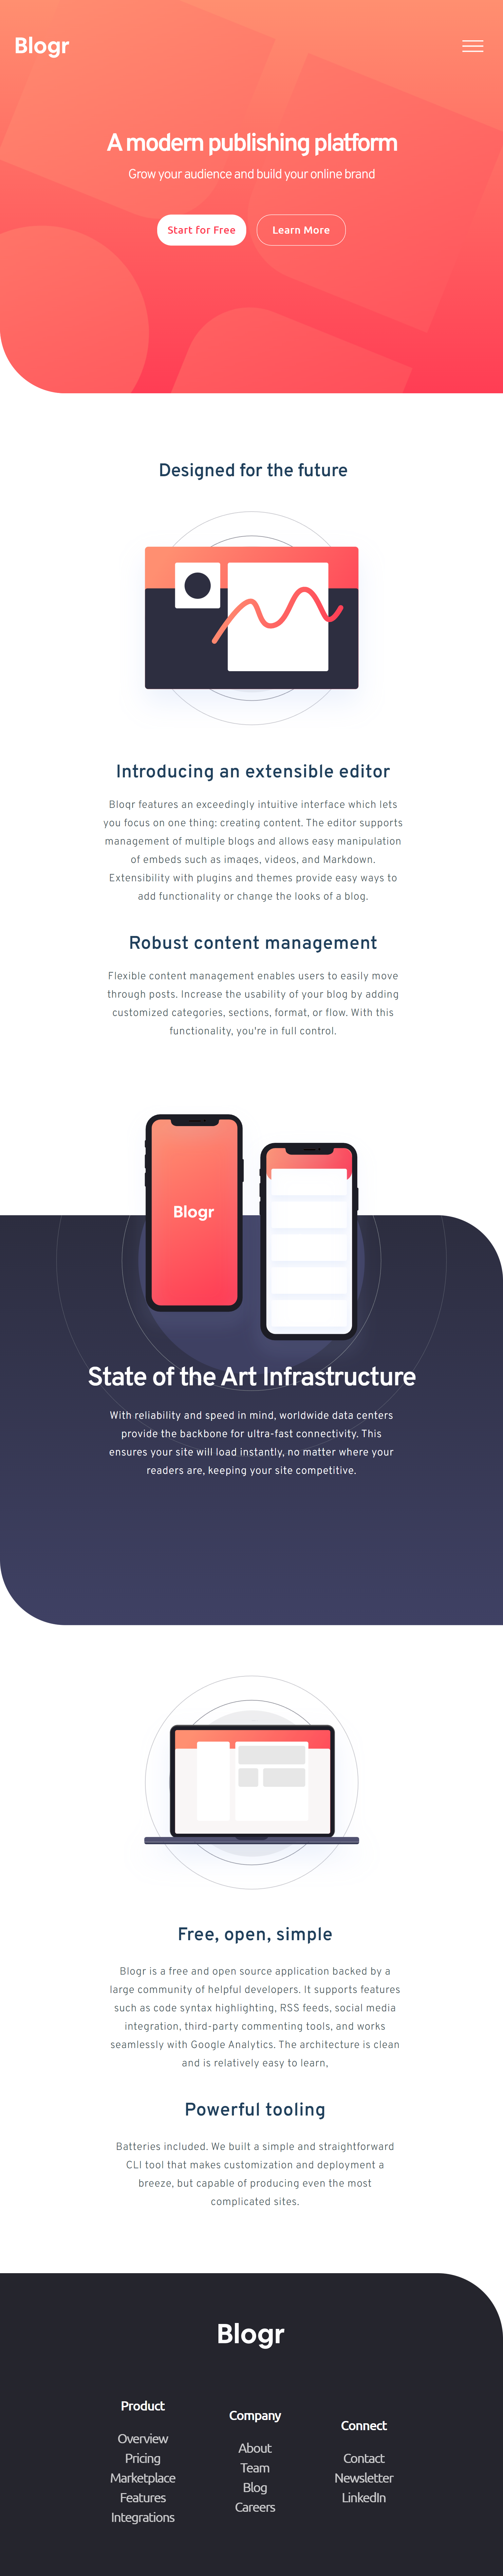 Blogr
A modern publishing platform
Grow your audience and build your online brand
Start for Free
Learn More
Designed for the future
Introducing an extensible editor
Blogr features an exceedingly intuitive interface which lets
you focus on one thing: creating content. The editor supports
management of multiple blogs and allows easy manipulation
of embeds such as images, videos, and Markdown.
Extensibility with plugins and themes provide easy ways to
add functionality or change the looks of a blog.
Robust content management
Flexible content management enables users to easily move
through posts. Increase the usability of your blog by adding
customized categories, sections, format, or flow. With this
functionality, you're in full control.
Blogr
State of the Art Infrastructure
With reliability and speed in mind, worldwide data centers
provide the backbone for ultra-fast connectivity. This
ensures your site will load instantly, no matter where your
readers are, keeping your site competitive.
Free, open, simple
Blogr is a free and open source application backed by a
large community of helpful developers. It supports features
such as code syntax highlighting, RSS feeds, social media
integration, third-party commenting tools, and works
seamlessly with Google Analytics. The architecture is clean
and is relatively easy to learn,
Powerful tooling
Batteries included. We built a simple and straightforward
CLI tool that makes customization and deployment a
breeze, but capable of producing even the most
complicated sites.
Blogr
Product
Overview
Pricing
Marketplace
Features
Integrations
Company
About
Team
Blog
Careers
Connect
Contact
Newsletter
LinkedIn